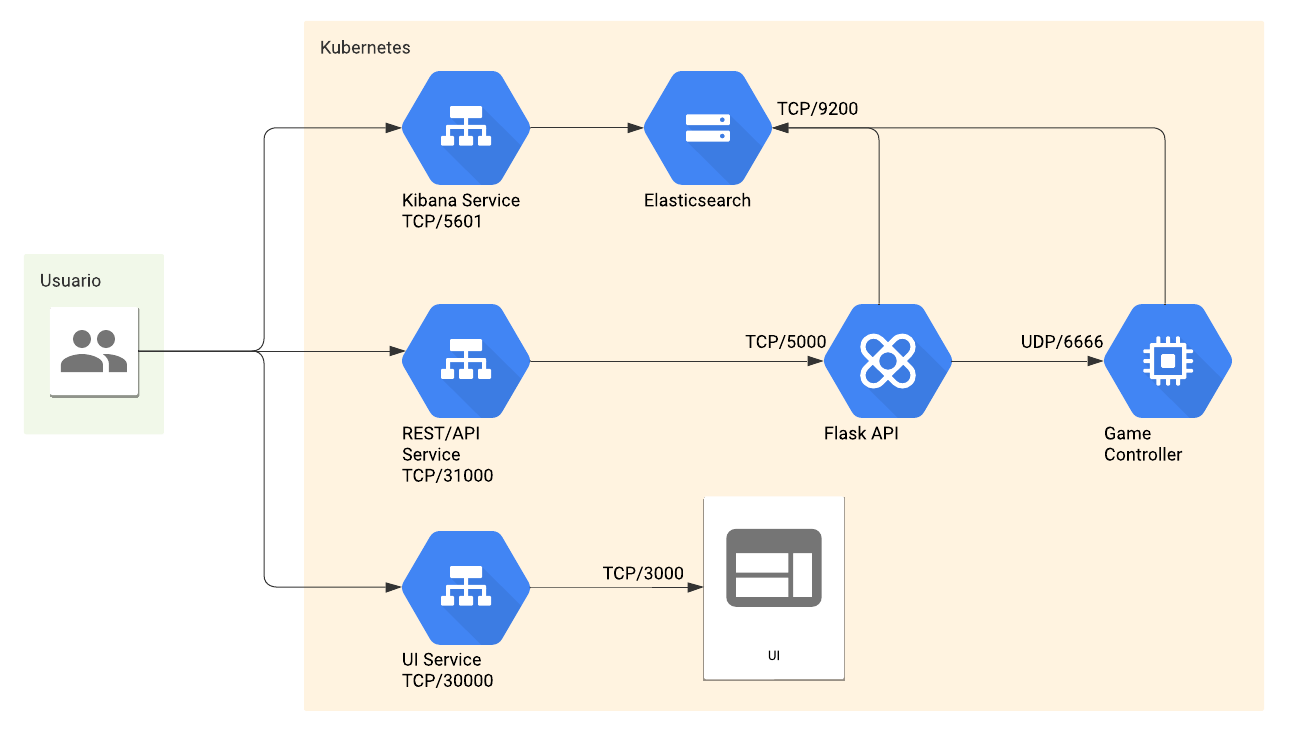 Kubernetes
TCP/9200
Kibana Service
TCP/5601
Elasticsearch
Usuario
TCP/5000
UDP/6666
REST/API
Service
TCP/31000
Flask API
Game
Controller
TCP/3000
UI
UI Service
TCP/30000